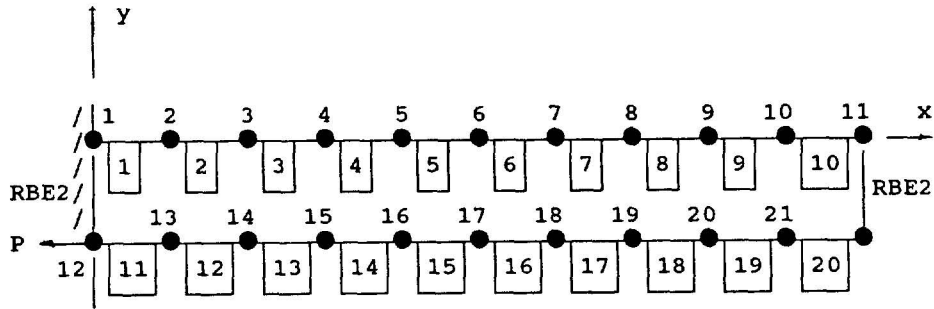 y
1 2 3 4 5 6 7 8 9 10 11 x
1 2 3 4 5 6 7 8 9 10
RBE2 RBE2
13 14 15 16 17 18 19 20 21
P
12 11 12 13 14 15 16 17 18 19 20